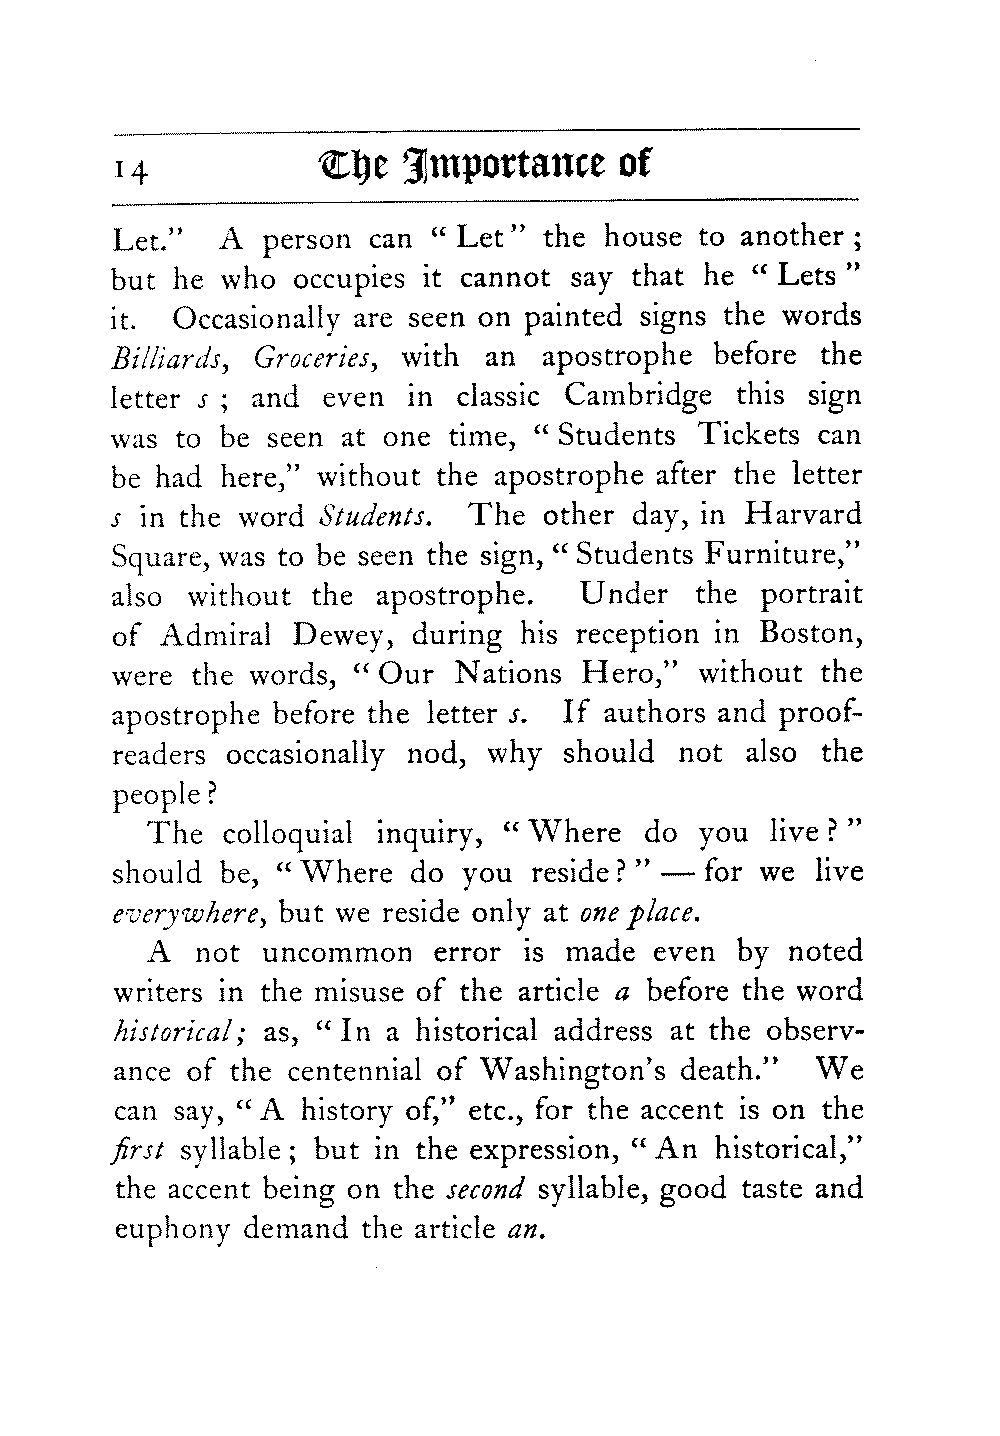 14 The Importance of
Let.” A person can “Let” the house to another;
but he who occupies it cannot say that he “Lets”
it. Occasionally are seen on painted signs the words
Billiards, Groceries, with an apostrophe before the
letter s; and even in classic Cambridge this sign
was to be seen at one time, “Students Tickets can
be had here,” without the apostrophe after the letter
s in the word Students. The other day, in Harvard
Square, was to be seen the sign, “Students Furniture,”
also without the apostrophe. Under the portrait
of Admiral Dewey, during his reception in Boston,
were the words, “Our Nations Hero,” without the
apostrophe before the letter s. If authors and proof-
readers occasionally nod, why should not also the
people?
The colloquial inquiry, “Where do you live?”
should be, “Where do you reside?” — for we live
everywhere, but we reside only at one place.
A not uncommon error is made even by noted
writers in the misuse of the article a before the word
historical; as, “In a historical address at the observ-
ance of the centennial of Washington’s death.” We
can say, “A history of,” etc., for the accent is on the
first syllable; but in the expression, “An historical,”
the accent being on the second syllable, good taste and
euphony demand the article an.